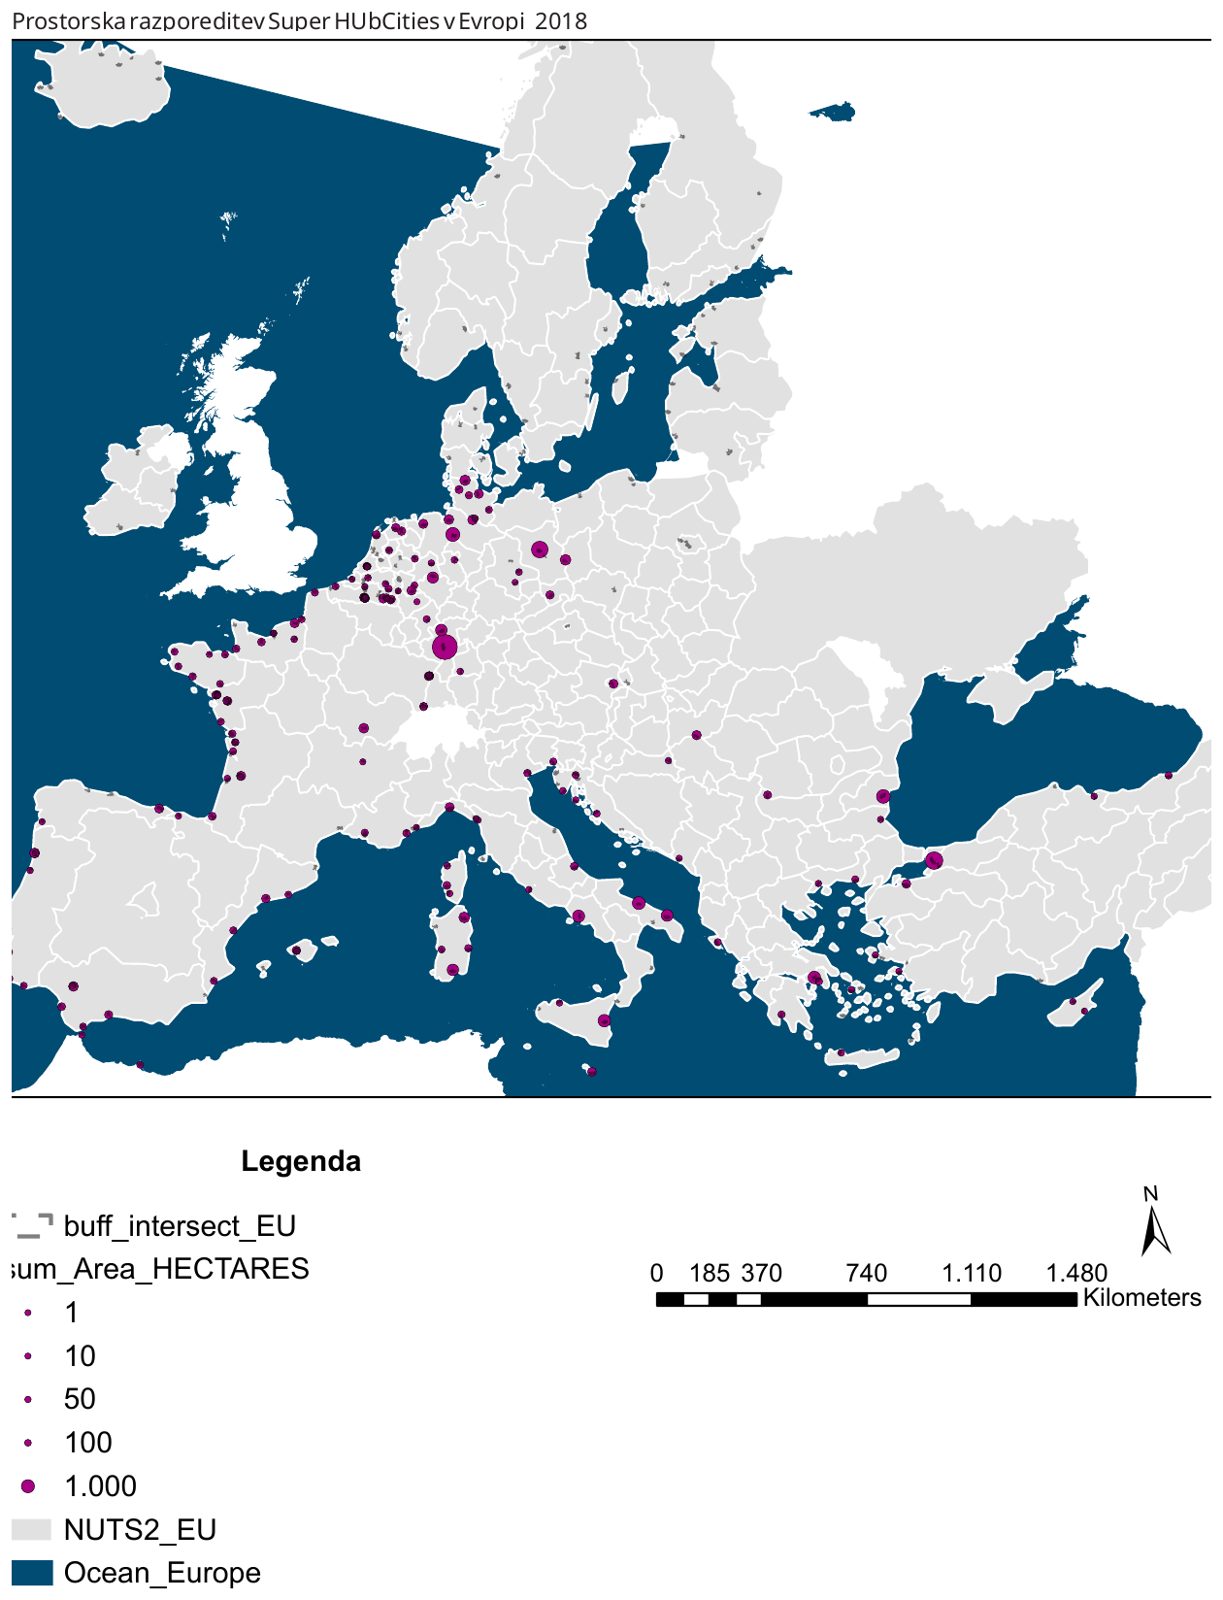 Prostorska razporeditev Super HUbCities v Evropi 2018
Legenda
buff_intersect_EU
sum_Area_HECTARES
1
10
50
100
1.000
NUTS2_EU
Ocean_Europe
N
0 185 370 740 1.110 1.480
Kilometers